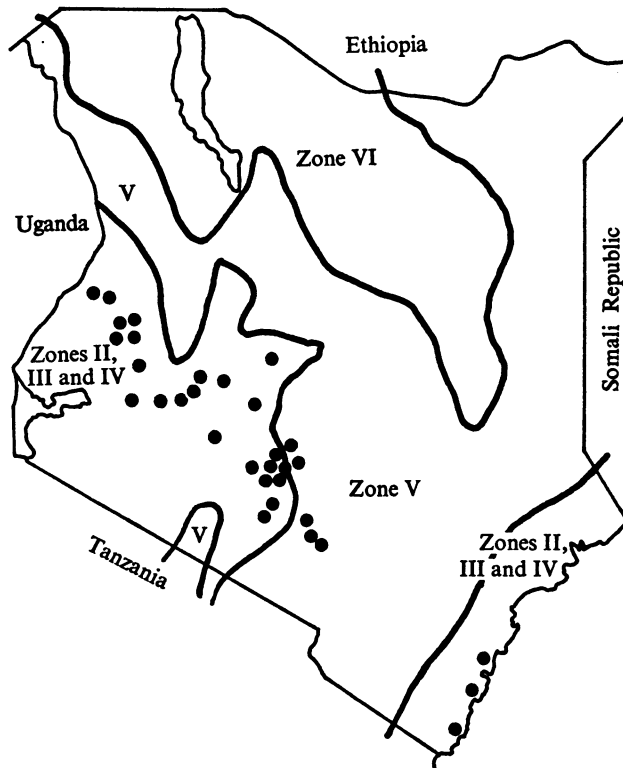 Ethiopia
Zone VI
V
Uganda
Somali Republic
Zones II,
III and IV
Zone V
V
Tanzania
Zones II,
III and IV